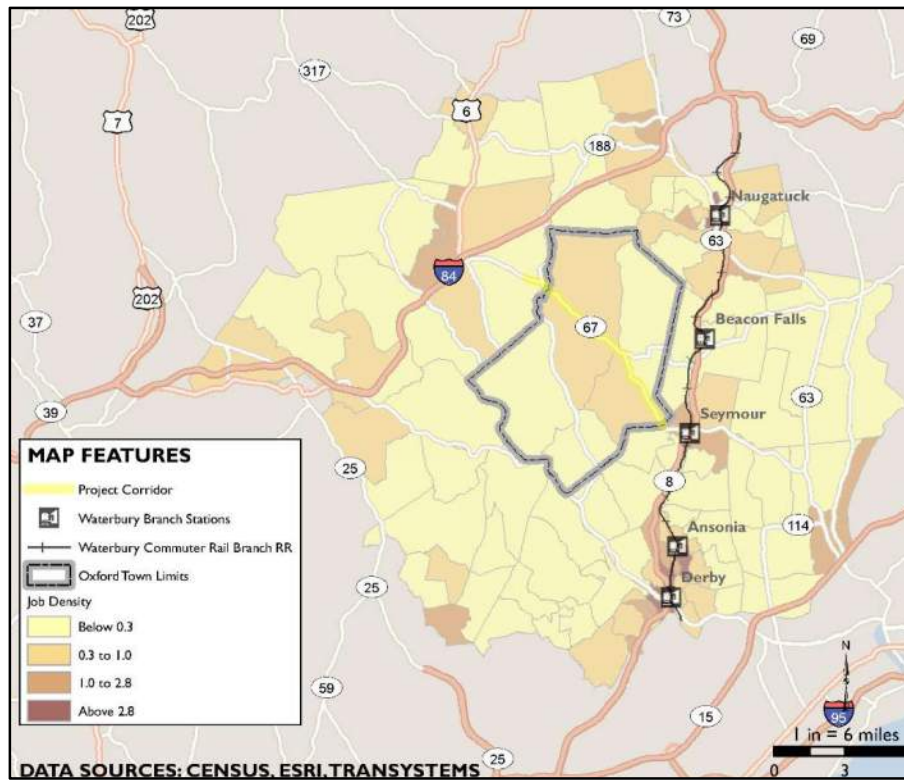 202
73
69
317
6
7
188
Naugatuck
63
84
202
67
Beacon Falls
37
39
63
Seymour
25
8
114
Ansonia
Derby
25
59
15
25
MAP FEATURES
Project Corridor
Waterbury Branch Stations
Waterbury Commuter Rail Branch RR
Oxford Town Limits
Job Density
Below 0.3
0.3 to 1.0
1.0 to 2.8
Above 2.8
N
95
1 in = 6 miles
0 3
DATA SOURCES: CENSUS, ESRI, TRANSYSTEMS